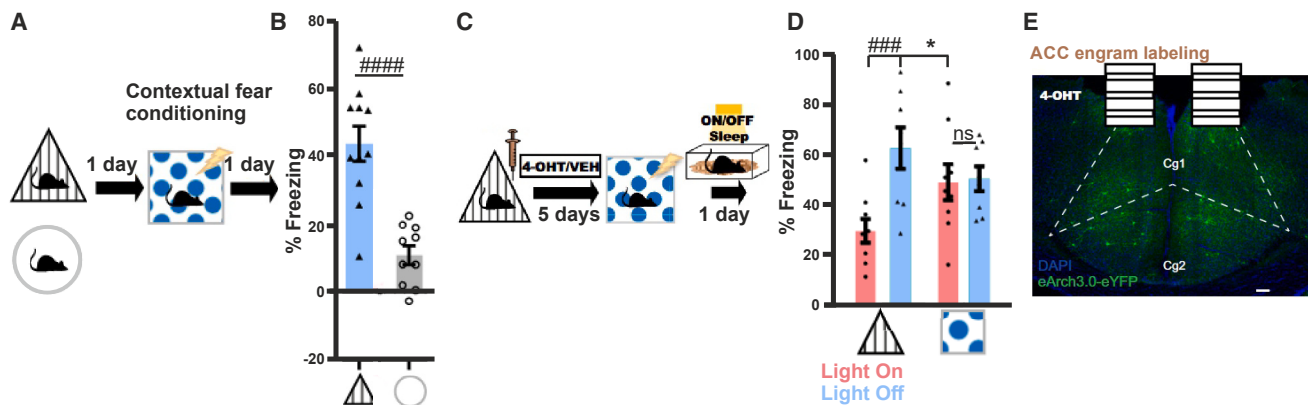 A
1 day
Contextual fear
conditioning
1 day
B
% Freezing
80
60
40
20
0
-20
####
C
4-OHT/VEH
5 days
ON/OFF
Sleep
1 day
D
% Freezing
100
80
60
40
20
0
###
*
ns
Light On
Light Off
E
ACC engram labeling
4-OHT
Cg1
Cg2
DAPI
eArch3.0-eYFP